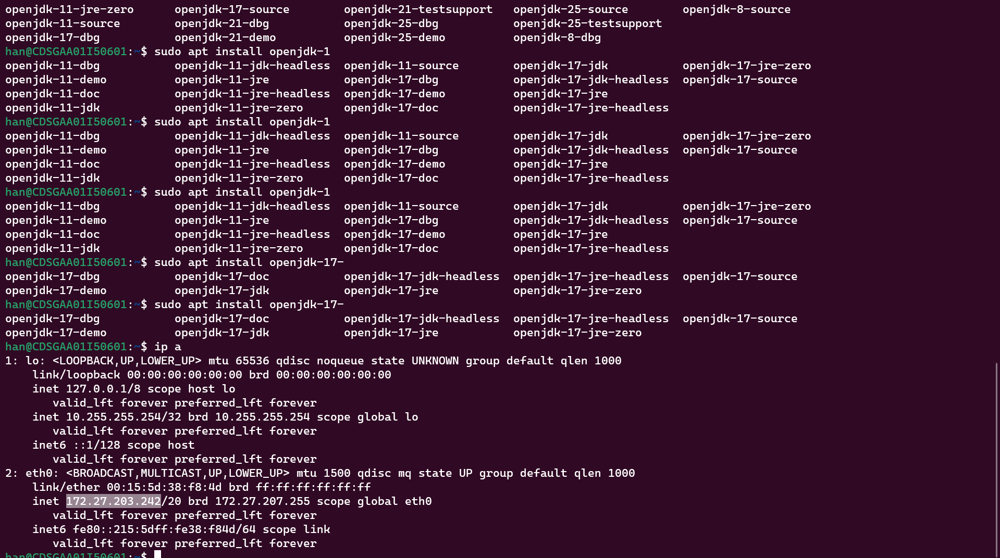 openjdk-11-jre-zero      openjdk-17-source        openjdk-21-testsupport   openjdk-25-source        openjdk-8-source
openjdk-11-source        openjdk-21-dbg           openjdk-25-dbg           openjdk-25-testsupport
openjdk-17-dbg           openjdk-21-demo          openjdk-25-demo          openjdk-8-dbg
han@CDSGAA01I50601:~$ sudo apt install openjdk-1
openjdk-11-dbg           openjdk-11-jdk-headless  openjdk-11-source        openjdk-17-jdk           openjdk-17-jre-zero
openjdk-11-demo          openjdk-11-jre           openjdk-17-dbg           openjdk-17-jdk-headless  openjdk-17-source
openjdk-11-doc           openjdk-11-jre-headless  openjdk-17-demo          openjdk-17-jre
openjdk-11-jdk           openjdk-11-jre-zero      openjdk-17-doc           openjdk-17-jre-headless
han@CDSGAA01I50601:~$ sudo apt install openjdk-1
openjdk-11-dbg           openjdk-11-jdk-headless  openjdk-11-source        openjdk-17-jdk           openjdk-17-jre-zero
openjdk-11-demo          openjdk-11-jre           openjdk-17-dbg           openjdk-17-jdk-headless  openjdk-17-source
openjdk-11-doc           openjdk-11-jre-headless  openjdk-17-demo          openjdk-17-jre
openjdk-11-jdk           openjdk-11-jre-zero      openjdk-17-doc           openjdk-17-jre-headless
han@CDSGAA01I50601:~$ sudo apt install openjdk-1
openjdk-11-dbg           openjdk-11-jdk-headless  openjdk-11-source        openjdk-17-jdk           openjdk-17-jre-zero
openjdk-11-demo          openjdk-11-jre           openjdk-17-dbg           openjdk-17-jdk-headless  openjdk-17-source
openjdk-11-doc           openjdk-11-jre-headless  openjdk-17-demo          openjdk-17-jre
openjdk-11-jdk           openjdk-11-jre-zero      openjdk-17-doc           openjdk-17-jre-headless
han@CDSGAA01I50601:~$ sudo apt install openjdk-17-
openjdk-17-dbg           openjdk-17-doc           openjdk-17-jdk-headless  openjdk-17-jre-headless  openjdk-17-source
openjdk-17-demo          openjdk-17-jdk           openjdk-17-jre           openjdk-17-jre-zero
han@CDSGAA01I50601:~$ sudo apt install openjdk-17-
openjdk-17-dbg           openjdk-17-doc           openjdk-17-jdk-headless  openjdk-17-jre-headless  openjdk-17-source
openjdk-17-demo          openjdk-17-jdk           openjdk-17-jre           openjdk-17-jre-zero
han@CDSGAA01I50601:~$ ip a
1: lo: <LOOPBACK,UP,LOWER_UP> mtu 65536 qdisc noqueue state UNKNOWN group default qlen 1000
    link/loopback 00:00:00:00:00:00 brd 00:00:00:00:00:00
    inet 127.0.0.1/8 scope host lo
       valid_lft forever preferred_lft forever
    inet 10.255.255.254/32 brd 10.255.255.254 scope global lo
       valid_lft forever preferred_lft forever
    inet6 ::1/128 scope host
       valid_lft forever preferred_lft forever
2: eth0: <BROADCAST,MULTICAST,UP,LOWER_UP> mtu 1500 qdisc mq state UP group default qlen 1000
    link/ether 00:15:5d:38:f8:4d brd ff:ff:ff:ff:ff:ff
    inet 172.27.203.242/20 brd 172.27.207.255 scope global eth0
       valid_lft forever preferred_lft forever
    inet6 fe80::215:5dff:fe38:f84d/64 scope link
       valid_lft forever preferred_lft forever
han@CDSGAA01I50601:~$